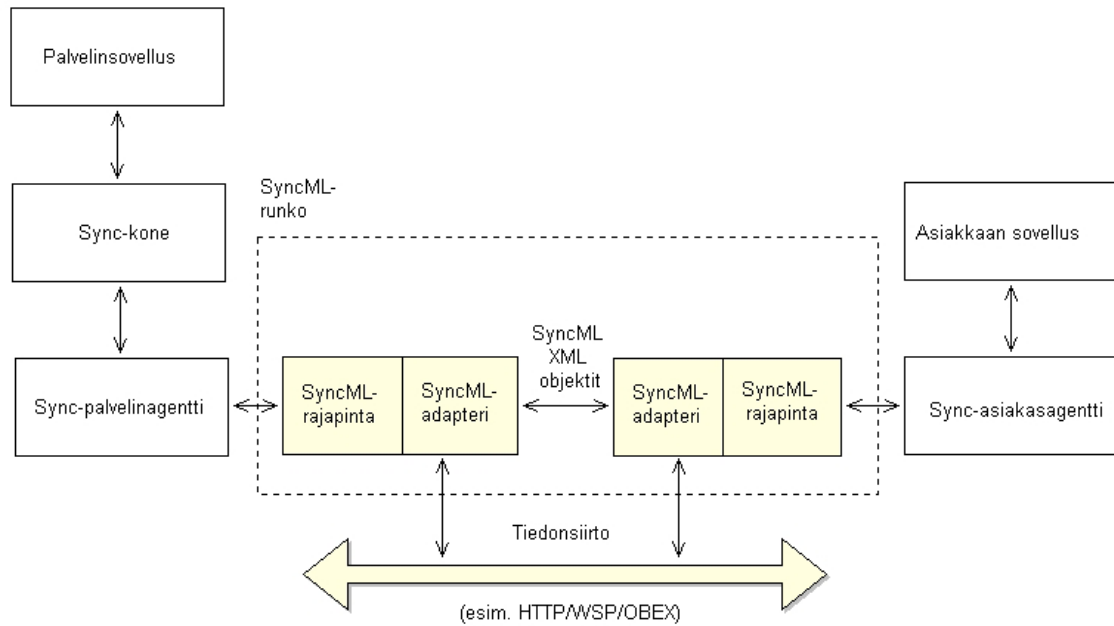 Palvelinsovellus
SyncML-
runko
Sync-kone
Asiakkaan sovellus
SyncML
XML
objektit
Sync-palvelinagentti
SyncML-
rajapinta
SyncML-
adapteri
SyncML-
adapteri
SyncML-
rajapinta
Sync-asiakasagentti
Tiedonsiirto
(esim. HTTP/WSP/OBEX)